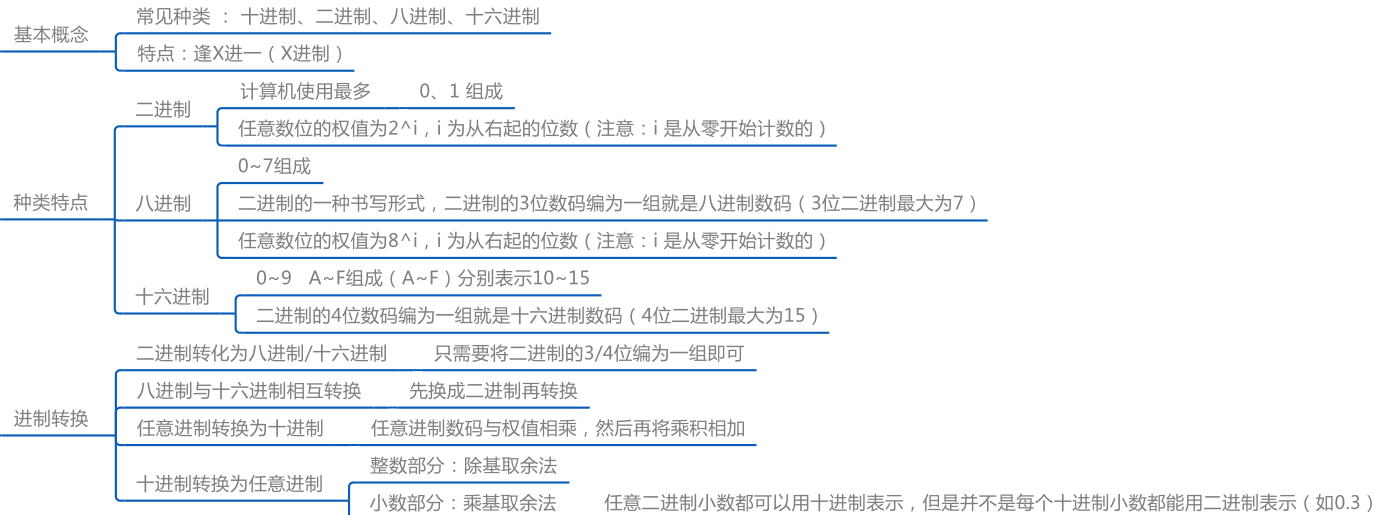 基本概念
常见种类 ： 十进制、二进制、八进制、十六进制
特点：逢X进一（X进制）
种类特点
二进制
计算机使用最多
0、1 组成
任意数位的权值为2^i，i 为从右起的位数（注意：i 是从零开始计数的）
八进制
0~7组成
二进制的一种书写形式，二进制的3位数码编为一组就是八进制数码（3位二进制最大为7）
任意数位的权值为8^i，i 为从右起的位数（注意：i 是从零开始计数的）
十六进制
0~9 A~F组成（A~F）分别表示10~15
二进制的4位数码编为一组就是十六进制数码（4位二进制最大为15）
进制转换
二进制转化为八进制/十六进制
只需要将二进制的3/4位编为一组即可
八进制与十六进制相互转换
先换成二进制再转换
任意进制转换为十进制
任意进制数码与权值相乘，然后再将乘积相加
十进制转换为任意进制
整数部分：除基取余法
小数部分：乘基取余法
任意二进制小数都可以用十进制表示，但是并不是每个十进制小数都能用二进制表示（如0.3）